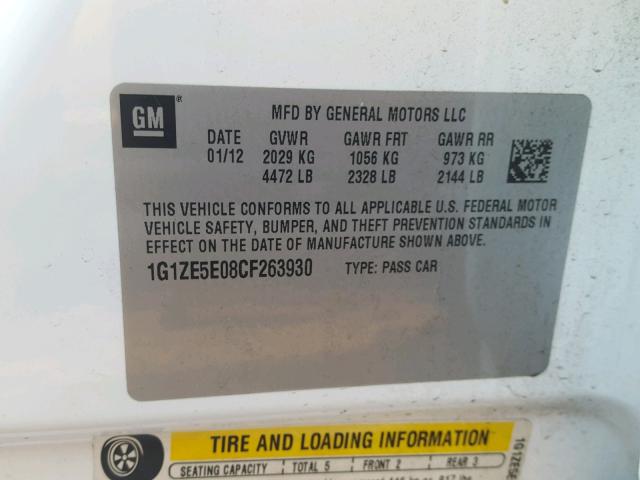 GM®
MFD BY GENERAL MOTORS LLC
DATE GVWR GAWR FRT GAWR RR
01/12 2029 KG 1056 KG 973 KG
4472 LB 2328 LB 2144 LB
THIS VEHICLE CONFORMS TO ALL APPLICABLE U.S. FEDERAL MOTOR
VEHICLE SAFETY, BUMPER, AND THEFT PREVENTION STANDARDS IN
EFFECT ON THE DATE OF MANUFACTURE SHOWN ABOVE.
1G1ZE5E08CF263930 TYPE: PASS CAR
TIRE AND LOADING INFORMATION
SEATING CAPACITY TOTAL 5 FRONT 2 REAR 3
1G1ZE5E